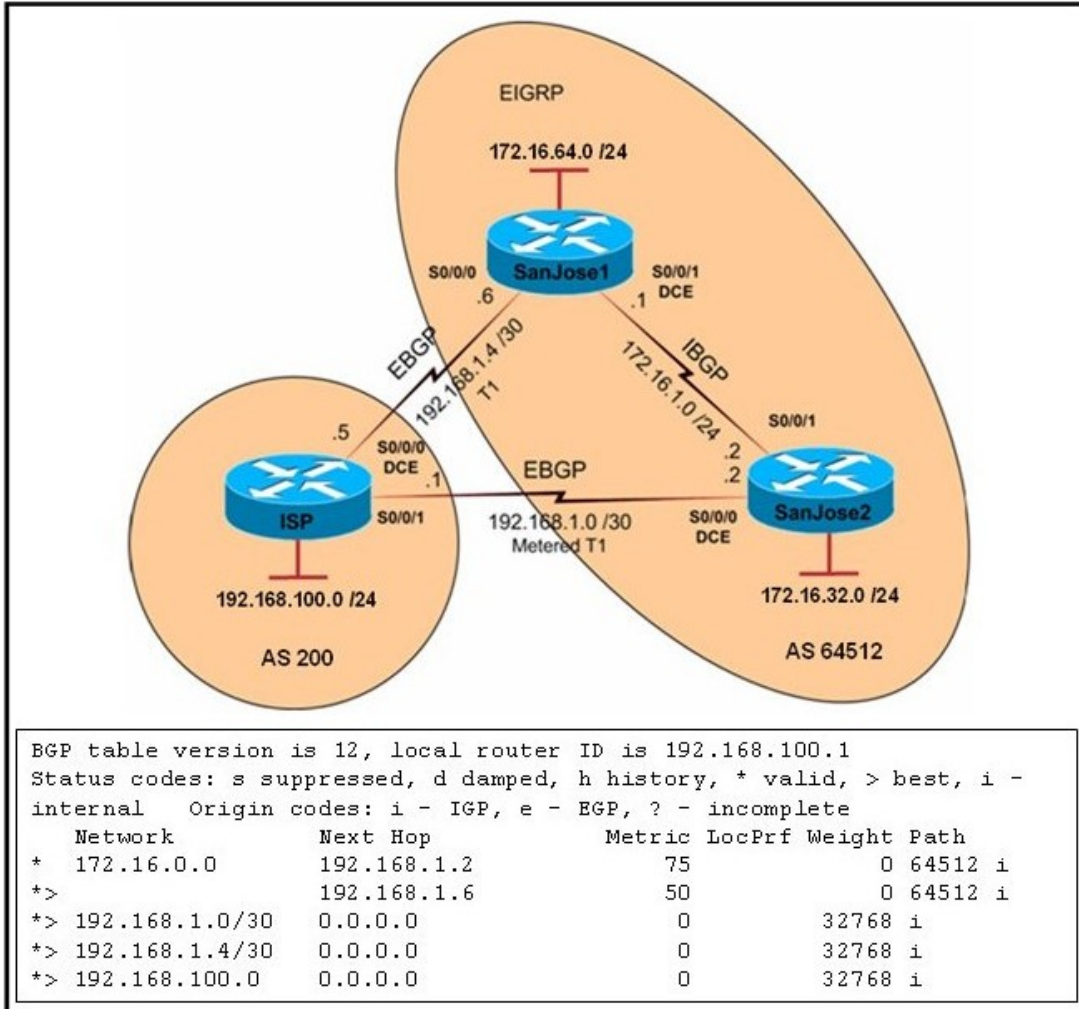 EIGRP
172.16.64.0 /24
S0/0/0
SanJose1
S0/0/1
DCE
.6
.1
EBGP
192.168.1.4 /30
T1
IBGP
172.16.1.0 /24
S0/0/1
.5
S0/0/0
DCE
.2
.1
EBGP
.2
ISP
S0/0/1
192.168.1.0 /30
Metered T1
S0/0/0
DCE
SanJose2
192.168.100.0 /24
172.16.32.0 /24
AS 200
AS 64512
BGP table version is 12, local router ID is 192.168.100.1
Status codes: s suppressed, d damped, h history, * valid, > best, i -
internal   Origin codes: i - IGP, e - EGP, ? - incomplete
   Network          Next Hop            Metric LocPrf Weight Path
*  172.16.0.0       192.168.1.2             75             0 64512 i
*>                  192.168.1.6             50             0 64512 i
*> 192.168.1.0/30   0.0.0.0                  0         32768 i
*> 192.168.1.4/30   0.0.0.0                  0         32768 i
*> 192.168.100.0    0.0.0.0                  0         32768 i